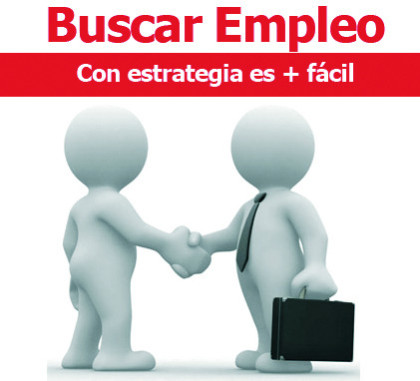 Buscar Empleo
Con estrategia es + fácil